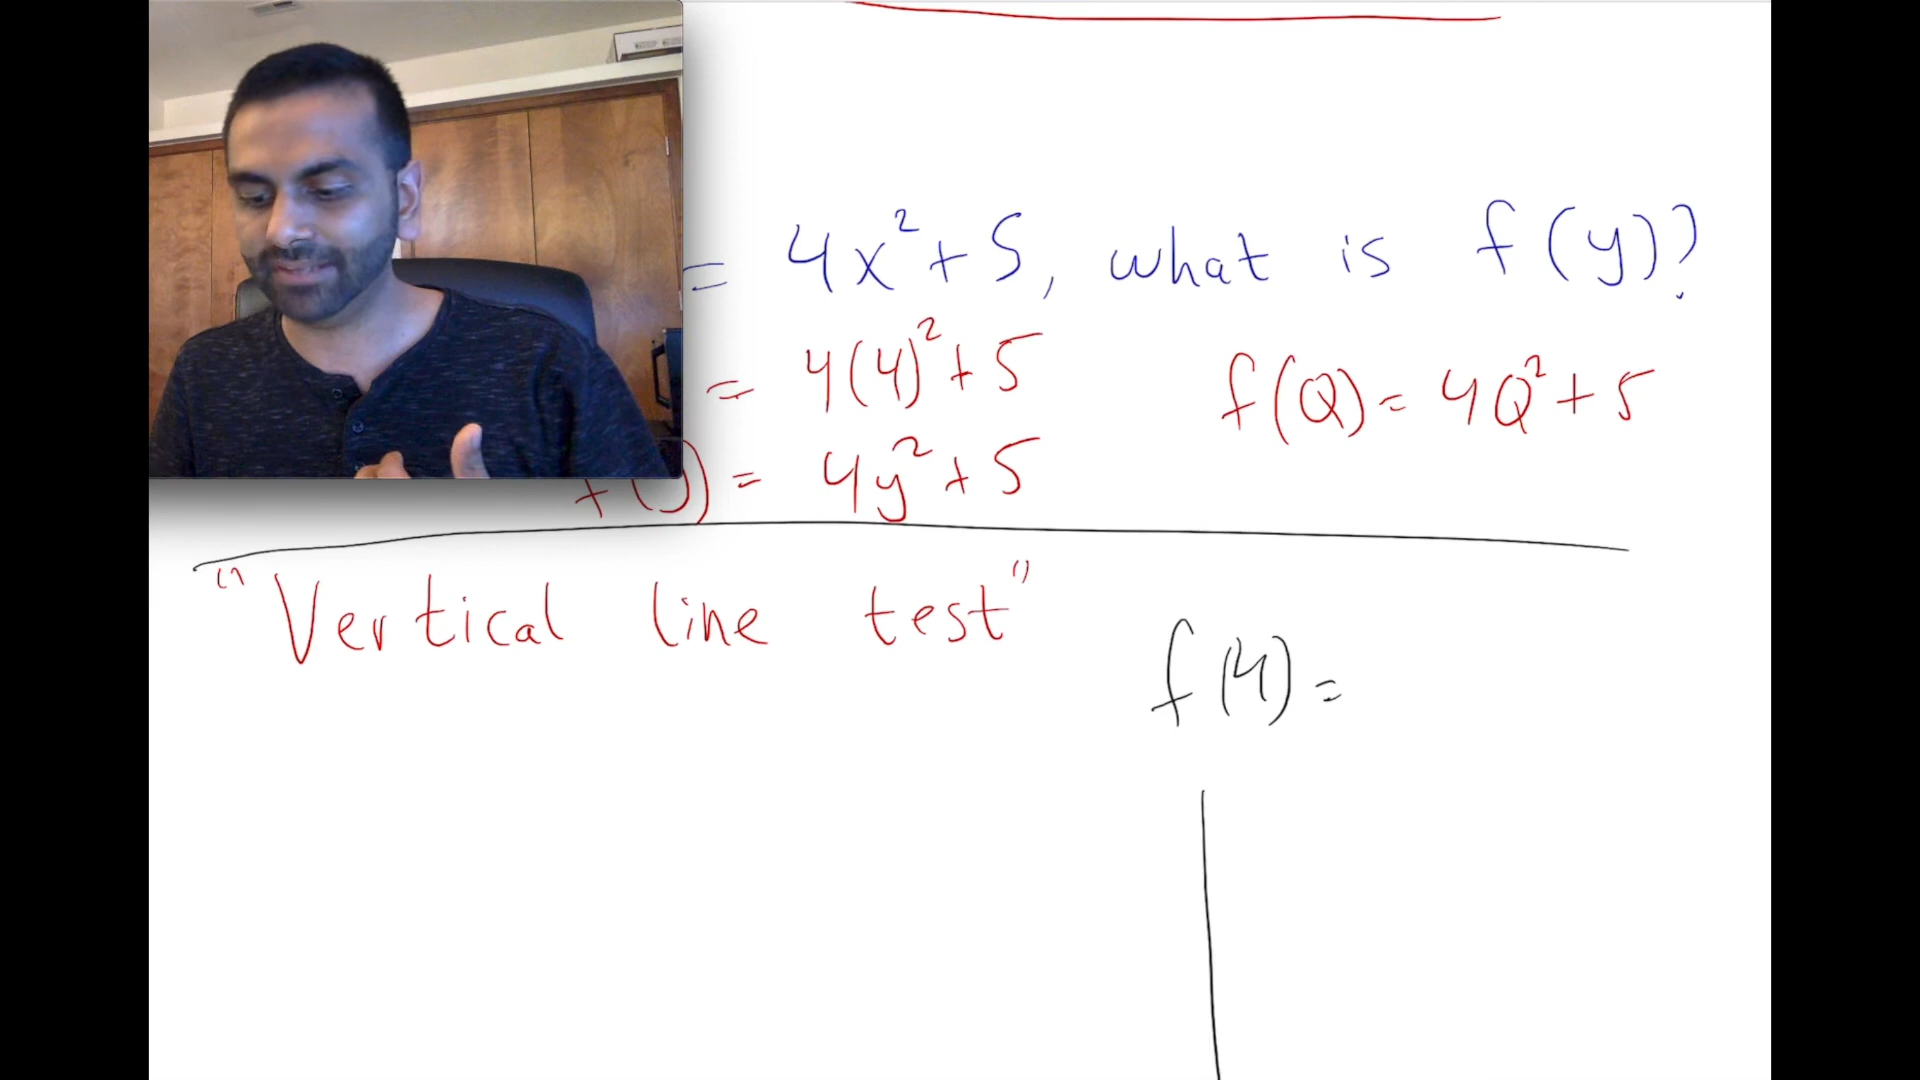 = 4x²+5, what is f(y)?
= 4(4)²+5
f(Q)= 4Q²+5
f(y) = 4y²+5
"Vertical line test"
f(4)=